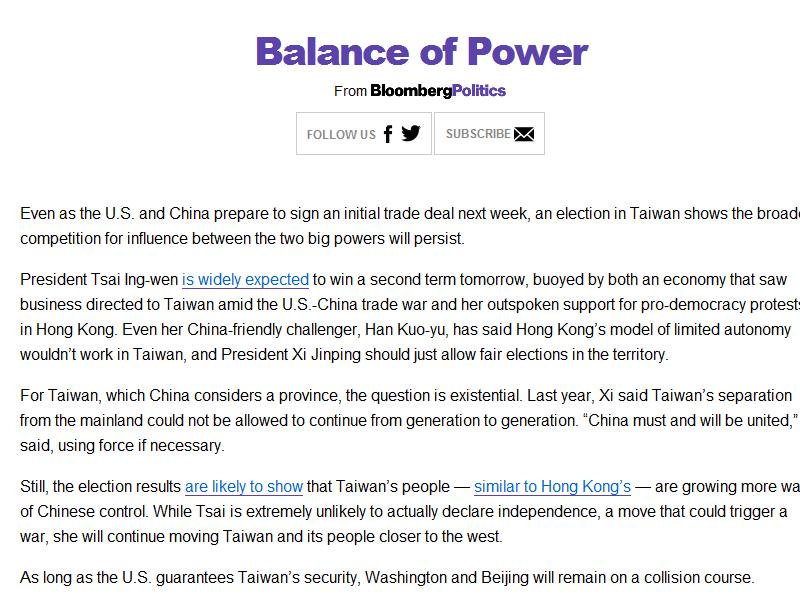 Balance of Power
From BloombergPolitics
FOLLOW US SUBSCRIBE
Even as the U.S. and China prepare to sign an initial trade deal next week, an election in Taiwan shows the
competition for influence between the two big powers will persist.
President Tsai Ing-wen is widely expected to win a second term tomorrow, buoyed by both an economy that saw
business directed to Taiwan amid the U.S.-China trade war and her outspoken support for pro-democracy protests
in Hong Kong. Even her China-friendly challenger, Han Kuo-yu, has said Hong Kong’s model of limited autonomy
wouldn’t work in Taiwan, and President Xi Jinping should just allow fair elections in the territory.
For Taiwan, which China considers a province, the question is existential. Last year, Xi said Taiwan’s separation
from the mainland could not be allowed to continue from generation to generation. “China must and will be united,”
said, using force if necessary.
Still, the election results are likely to show that Taiwan’s people — similar to Hong Kong’s — are growing more
of Chinese control. While Tsai is extremely unlikely to actually declare independence, a move that could trigger a
war, she will continue moving Taiwan and its people closer to the west.
As long as the U.S. guarantees Taiwan’s security, Washington and Beijing will remain on a collision course.